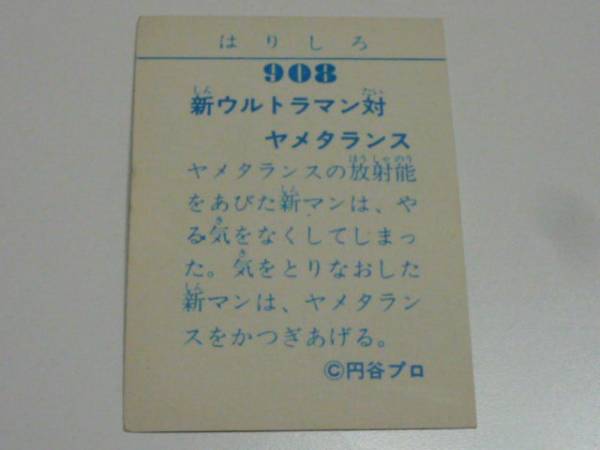 はりしろ
908
新ウルトラマン対
ヤメタランス
ヤメタランスの放射能
をあびた新マンは、や
る気をなくしてしまっ
た。気をとりなおした
新マンは、ヤメタラン
スをかつぎあげる。
©円谷プロ